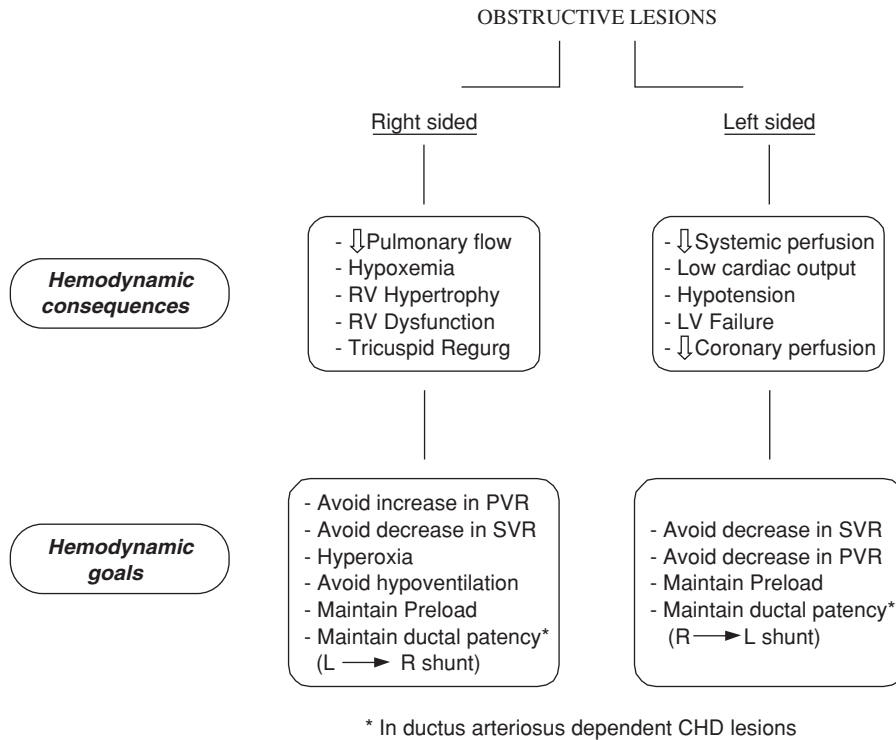 OBSTRUCTIVE LESIONS
Right sided
Left sided
Hemodynamic
consequences
- ⇩Pulmonary flow
- Hypoxemia
- RV Hypertrophy
- RV Dysfunction
- Tricuspid Regurg
- ⇩Systemic perfusion
- Low cardiac output
- Hypotension
- LV Failure
- ⇩Coronary perfusion
Hemodynamic
goals
- Avoid increase in PVR
- Avoid decrease in SVR
- Hyperoxia
- Avoid hypoventilation
- Maintain Preload
- Maintain ductal patency*
(L → R shunt)
- Avoid decrease in SVR
- Avoid decrease in PVR
- Maintain Preload
- Maintain ductal patency*
(R → L shunt)
* In ductus arteriosus dependent CHD lesions